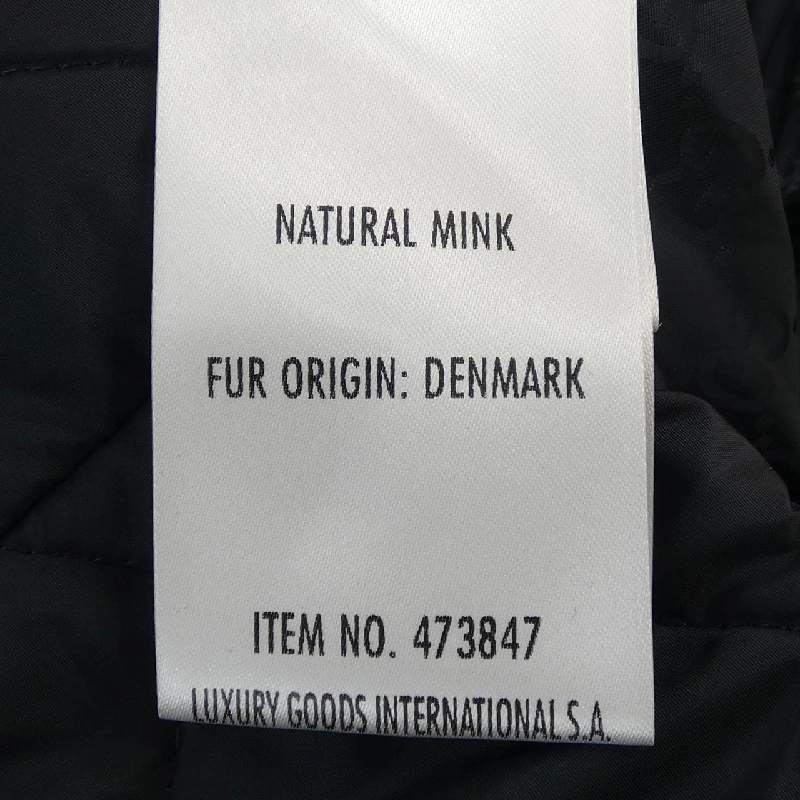 NATURAL MINK
FUR ORIGIN: DENMARK
ITEM NO. 473847
LUXURY GOODS INTERNATIONAL S.A.